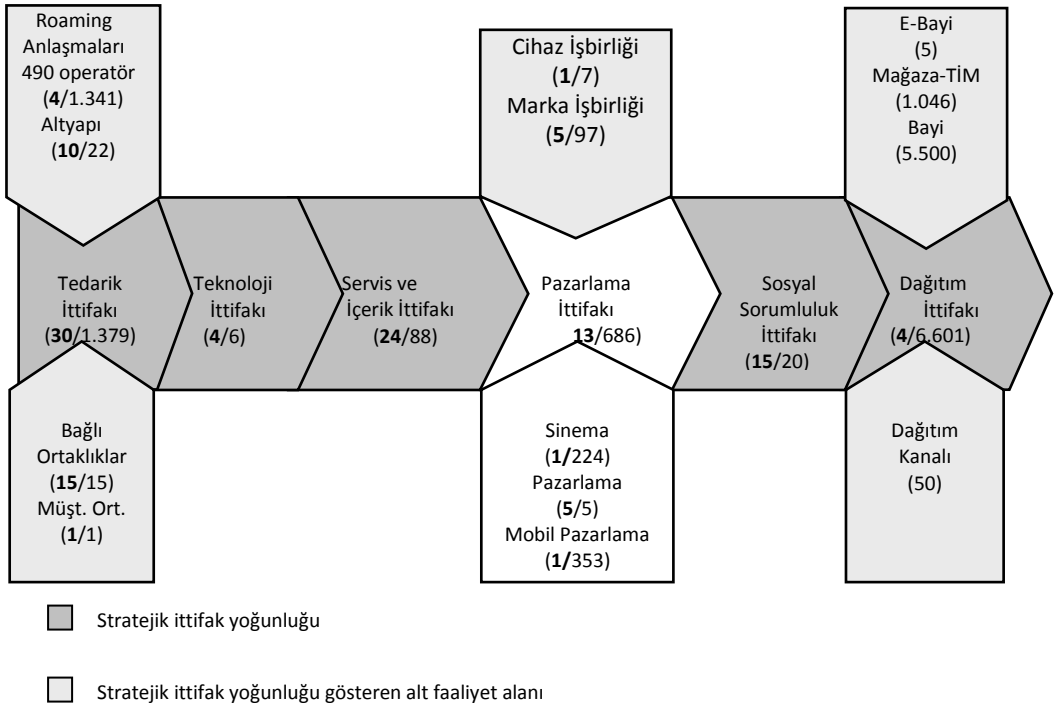 Roaming
Anlaşmaları
490 operatör
(4/1.341)
Altyapı
(10/22)
Cihaz İşbirliği
(1/7)
Marka İşbirliği
(5/97)
E-Bayi
(5)
Mağaza-TİM
(1.046)
Bayi
(5.500)
Tedarik
İttifakı
(30/1.379)
Teknoloji
İttifakı
(4/6)
Servis ve
İçerik İttifakı
(24/88)
Pazarlama
İttifakı
13/686)
Sosyal
Sorumluluk
İttifakı
(15/20)
Dağıtım
İttifakı
(4/6.601)
Bağlı
Ortaklıklar
(15/15)
Müşt. Ort.
(1/1)
Sinema
(1/224)
Pazarlama
(5/5)
Mobil Pazarlama
(1/353)
Dağıtım
Kanalı
(50)
Stratejik ittifak yoğunluğu
Stratejik ittifak yoğunluğu gösteren alt faaliyet alanı